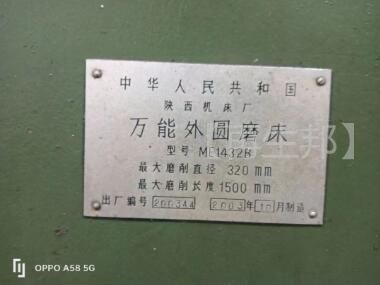 中华人民共和国
陕西机床厂
万能外圆磨床
型号 ME1432B
最大磨削直径 320 mm
最大磨削长度 1500 mm
出厂编号 200344 2003年10月制造
OPPO A58 5G